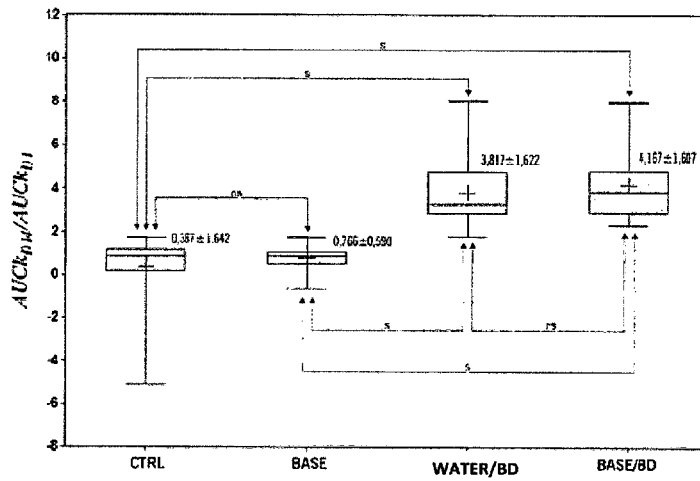 12
10
8
6
4
2
0
-2
-4
-6
-8
AUCk_D14/AUCk_D1
s
s
ns
0,387±1,642
0,766±0,590
3,817±1,622
4,167±1,607
s
ns
s
CTRL
BASE
WATER/BD
BASE/BD